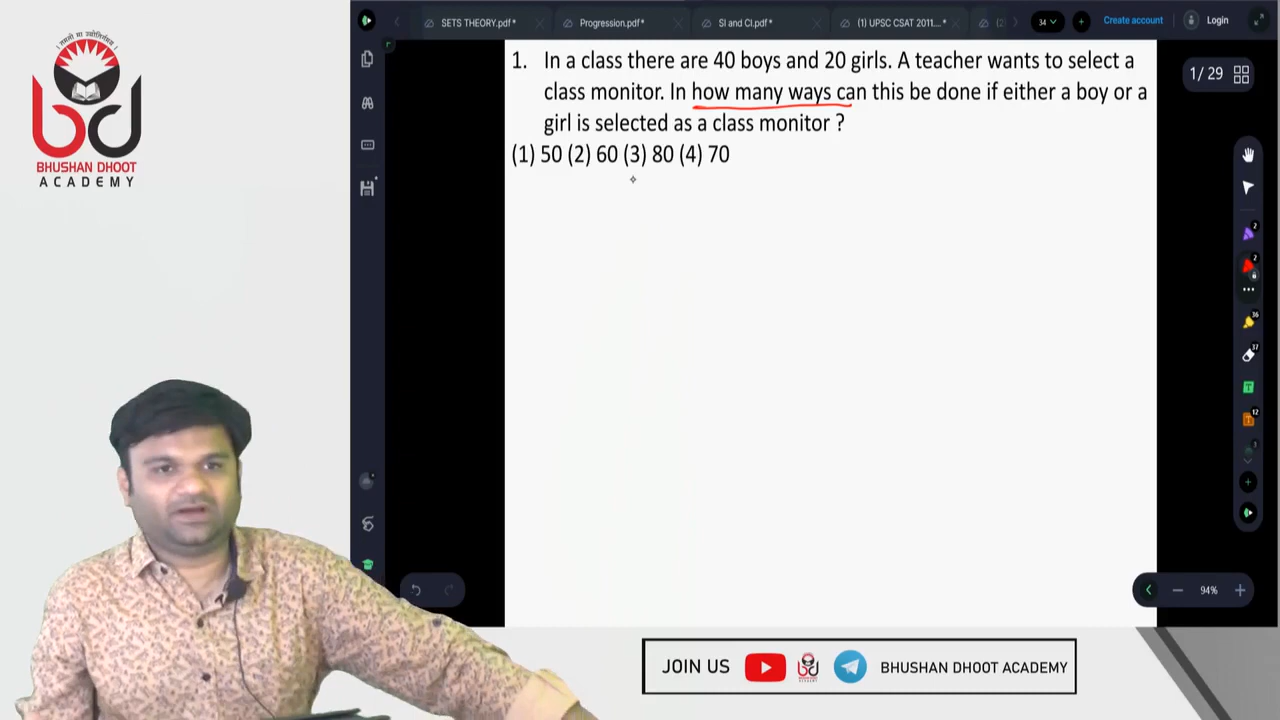 SETS THEORY.pdf*
Progression.pdf*
SI and CI.pdf*
(1) UPSC CSAT 2011....*
34
Create account
Login
1 / 29
1. In a class there are 40 boys and 20 girls. A teacher wants to select a
class monitor. In how many ways can this be done if either a boy or a
girl is selected as a class monitor ?
(1) 50 (2) 60 (3) 80 (4) 70
BHUSHAN DHOOT
ACADEMY
94%
JOIN US
BHUSHAN DHOOT ACADEMY